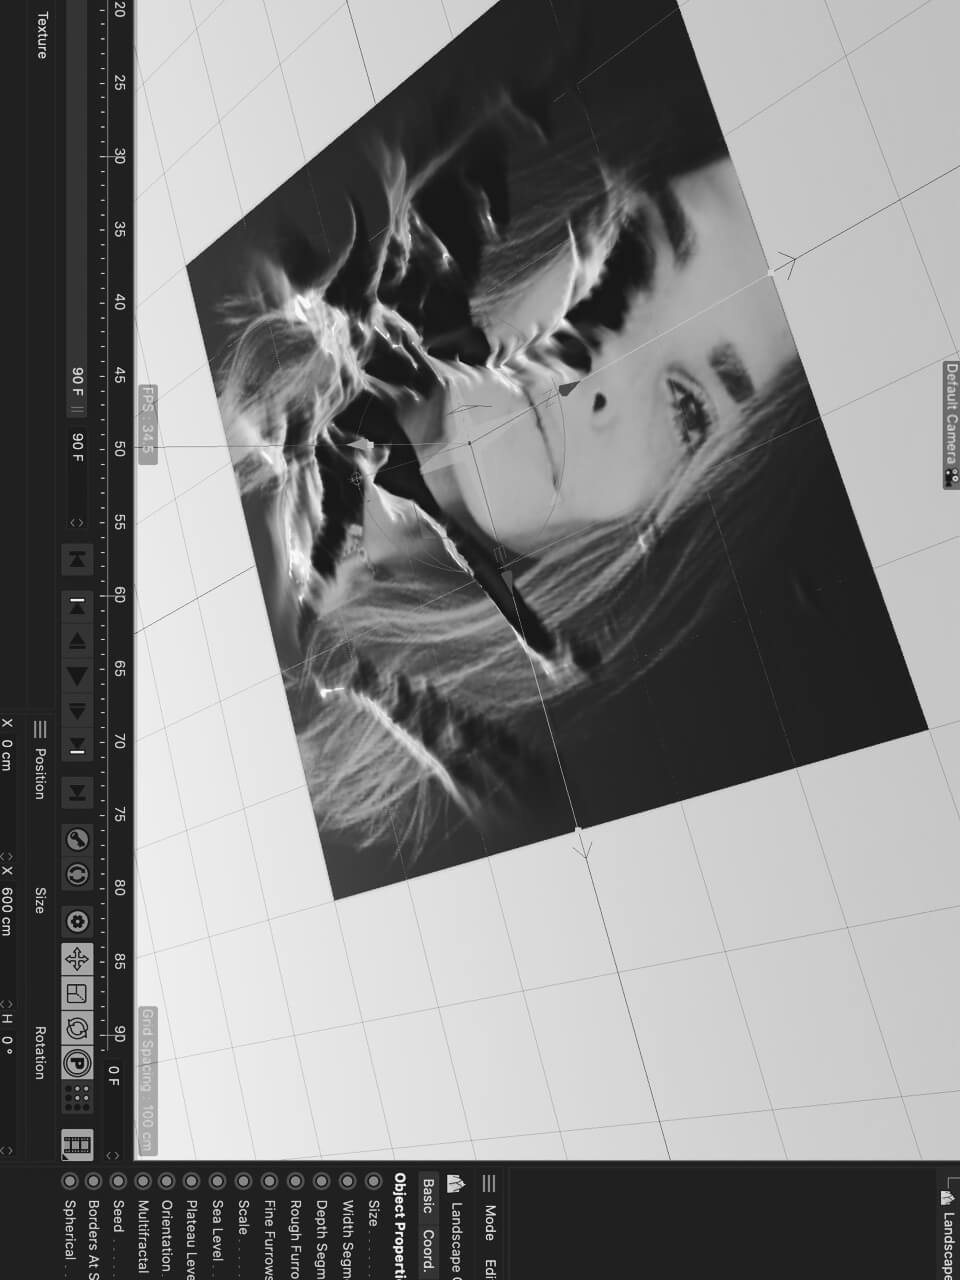 Default Camera
Landscape
FPS : 34.5
Grid Spacing : 100 cm
20 25 30 35 40 45 50 55 60 65 70 75 80 85 90 0 F
90 F 90 F
Texture
Position Size Rotation
X 0 cm X 600 cm H 0 °
Mode Edi
Landscape
Basic Coord.
Object Properti
Size . . . . .
Width Segm
Depth Segm
Rough Furro
Fine Furrows
Scale . . . .
Sea Level . .
Plateau Leve
Orientation
Multifractal
Seed . . . .
Borders At S
Spherical . .